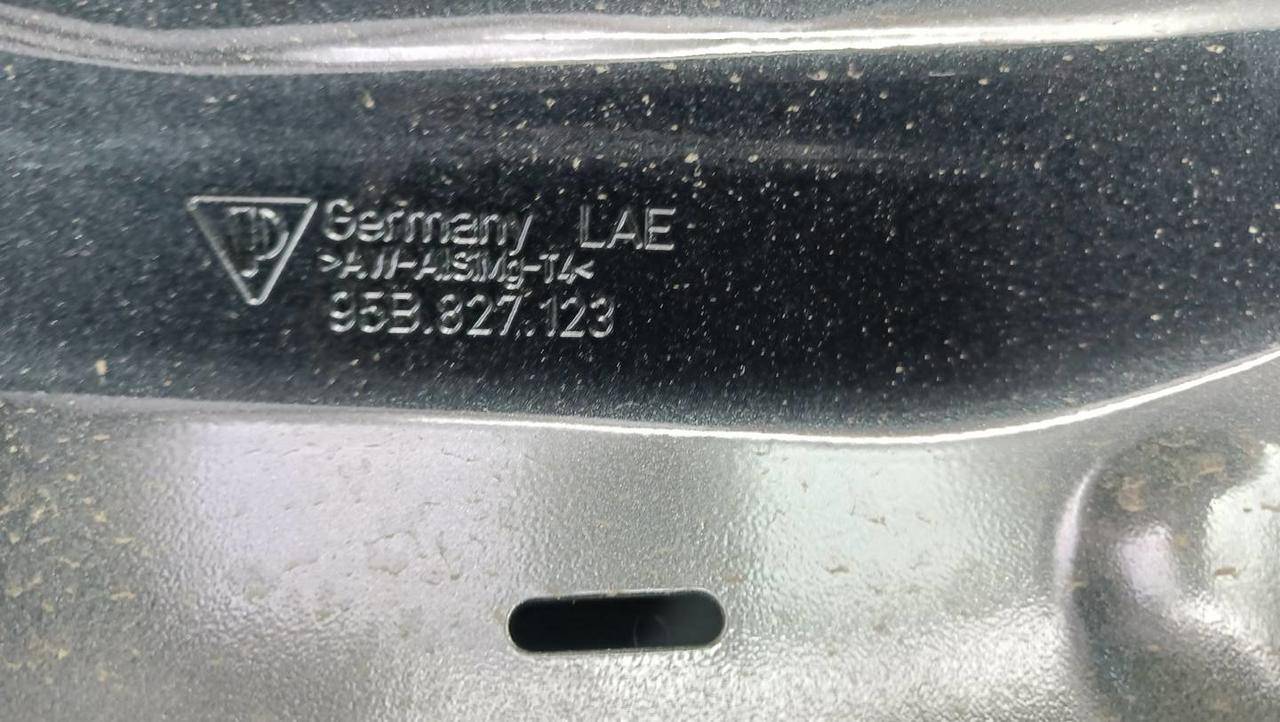 Germany LAE
>AW-AlSiMg-T4<
95B.827.123